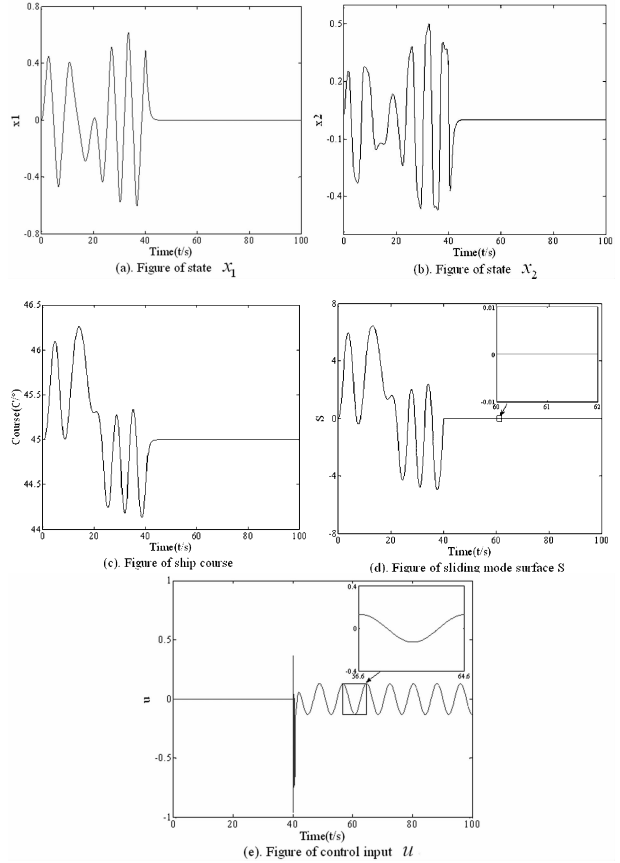 0.8
0.4
0
-0.4
-0.8
x1
0 20 40 60 80 100
Time(t/s)
(a). Figure of state x1
0.5
0.2
-0.1
-0.4
x2
0 20 40 60 80 100
Time(t/s)
(b). Figure of state x2
46.5
46
45.5
45
44.5
44
Course(C/°)
0 20 40 60 80 100
Time(t/s)
(c). Figure of ship course
8
4
0
-4
-8
S
0.01
0
-0.01
60 61 62
0 20 40 60 80 100
Time(t/s)
(d). Figure of sliding mode surface S
1
0.5
0
-0.5
-1
u
0.4
0
-0.4
36.6 64.6
0 20 40 60 80 100
Time(t/s)
(e). Figure of control input u